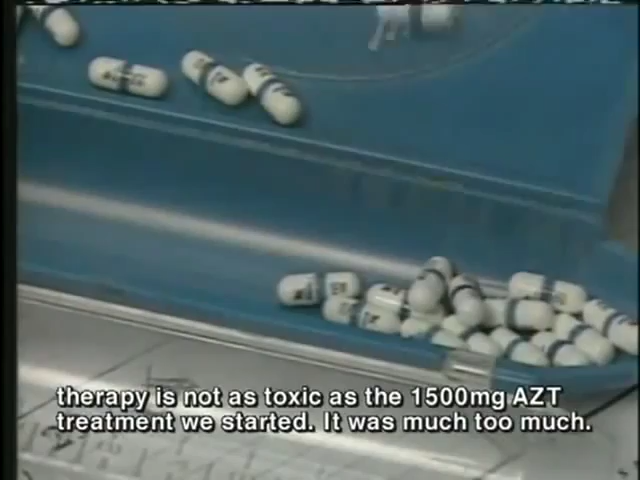 therapy is not as toxic as the 1500mg AZT
treatment we started. It was much too much.